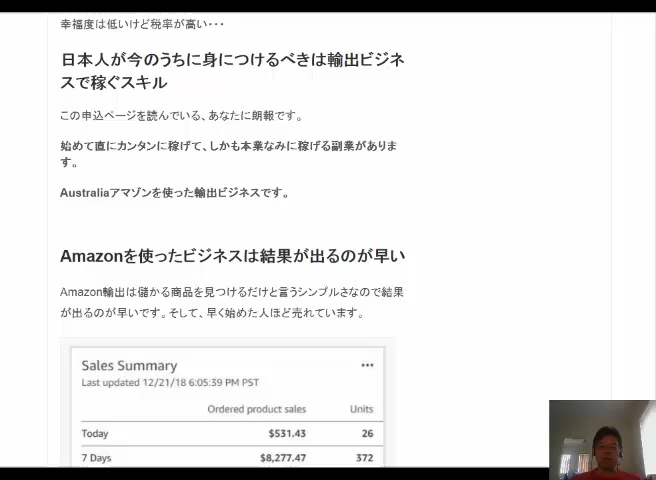 幸福度は低いけど税率が高い・・・
日本人が今のうちに身につけるべきは輸出ビジネ
スで稼ぐスキル
この申込ページを読んでいる、あなたに朗報です。
始めて直にカンタンに稼げて、しかも本業なみに稼げる副業がありま
す。
Australiaアマゾンを使った輸出ビジネスです。
Amazonを使ったビジネスは結果が出るのが早い
Amazon輸出は儲かる商品を見つけるだけと言うシンプルさなので結果
が出るのが早いです。そして、早く始めた人ほど売れています。
Sales Summary •••
Last updated 12/21/18 6:05:39 PM PST
Ordered product sales Units
Today $531.43 26
7 Days $8,277.47 372